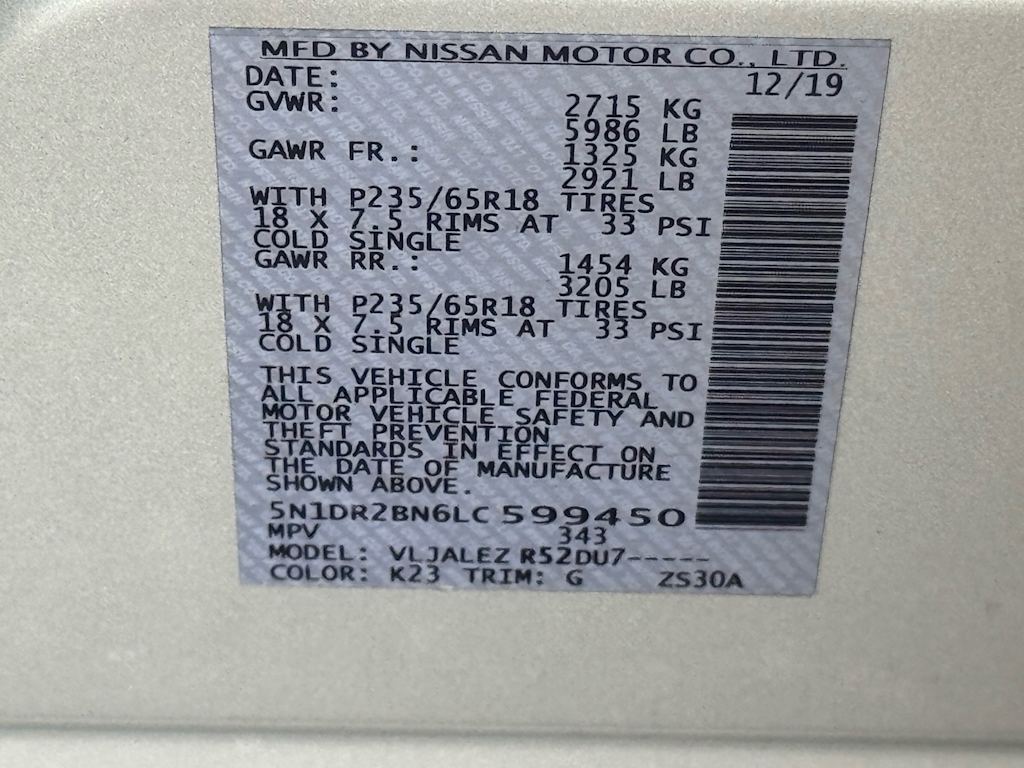 MFD BY NISSAN MOTOR CO., LTD.
DATE: 12/19
GVWR: 2715 KG
5986 LB
GAWR FR.: 1325 KG
2921 LB
WITH P235/65R18 TIRES
18 X 7.5 RIMS AT 33 PSI
COLD SINGLE
GAWR RR.: 1454 KG
3205 LB
WITH P235/65R18 TIRES
18 X 7.5 RIMS AT 33 PSI
COLD SINGLE
THIS VEHICLE CONFORMS TO
ALL APPLICABLE FEDERAL
MOTOR VEHICLE SAFETY AND
THEFT PREVENTION
STANDARDS IN EFFECT ON
THE DATE OF MANUFACTURE
SHOWN ABOVE.
5N1DR2BN6LC 599450
MPV 343
MODEL: VLJALEZ R52DU7-----
COLOR: K23 TRIM: G ZS30A